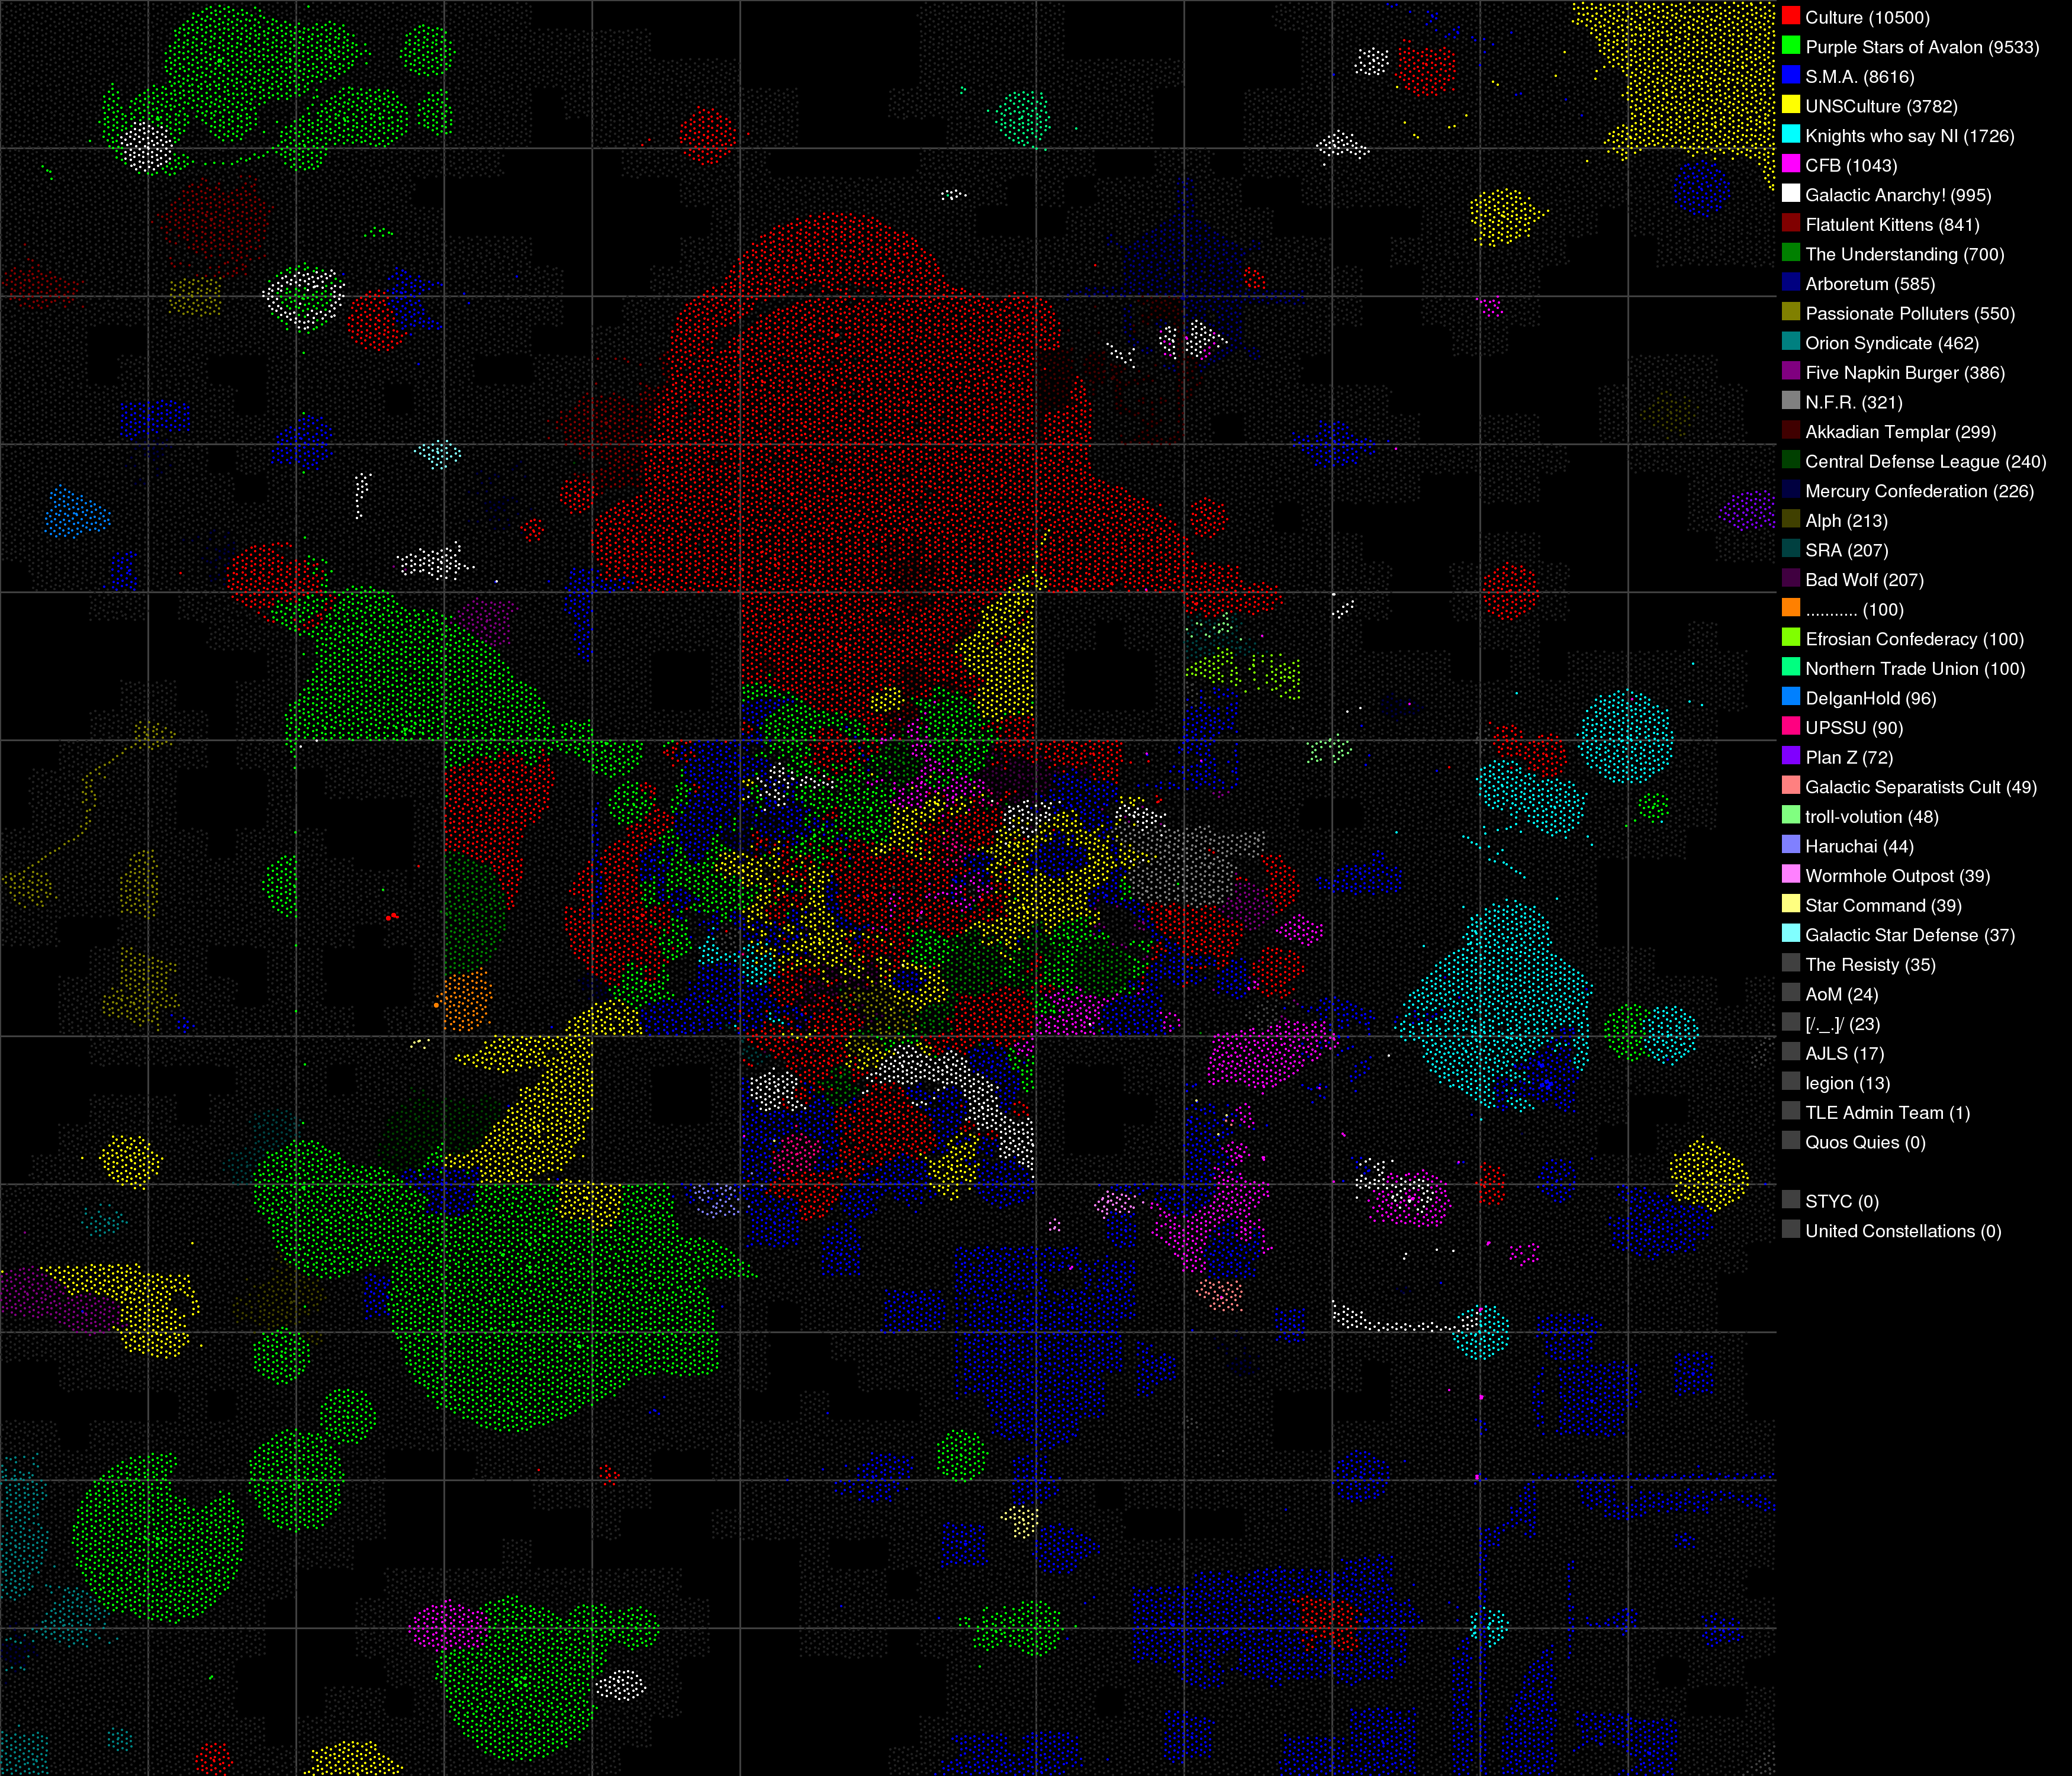 Culture (10500)
Purple Stars of Avalon (9533)
S.M.A. (8616)
UNSCulture (3782)
Knights who say NI (1726)
CFB (1043)
Galactic Anarchy! (995)
Flatulent Kittens (841)
The Understanding (700)
Arboretum (585)
Passionate Polluters (550)
Orion Syndicate (462)
Five Napkin Burger (386)
N.F.R. (321)
Akkadian Templar (299)
Central Defense League (240)
Mercury Confederation (226)
Alph (213)
SRA (207)
Bad Wolf (207)
........... (100)
Efrosian Confederacy (100)
Northern Trade Union (100)
DelganHold (96)
UPSSU (90)
Plan Z (72)
Galactic Separatists Cult (49)
troll-volution (48)
Haruchai (44)
Wormhole Outpost (39)
Star Command (39)
Galactic Star Defense (37)
The Resisty (35)
AoM (24)
[/._.]/ (23)
AJLS (17)
legion (13)
TLE Admin Team (1)
Quos Quies (0)
STYC (0)
United Constellations (0)